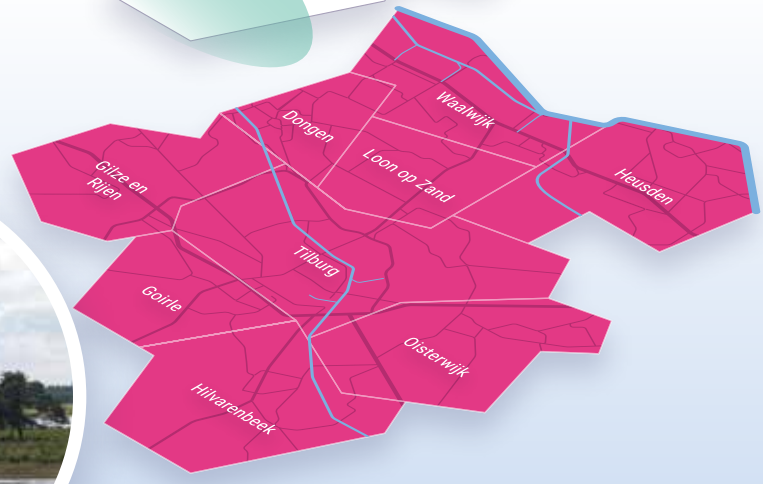 Waalwijk
Dongen
Loon op Zand
Heusden
Gilze en
Rijen
Tilburg
Goirle
Oisterwijk
Hilvarenbeek